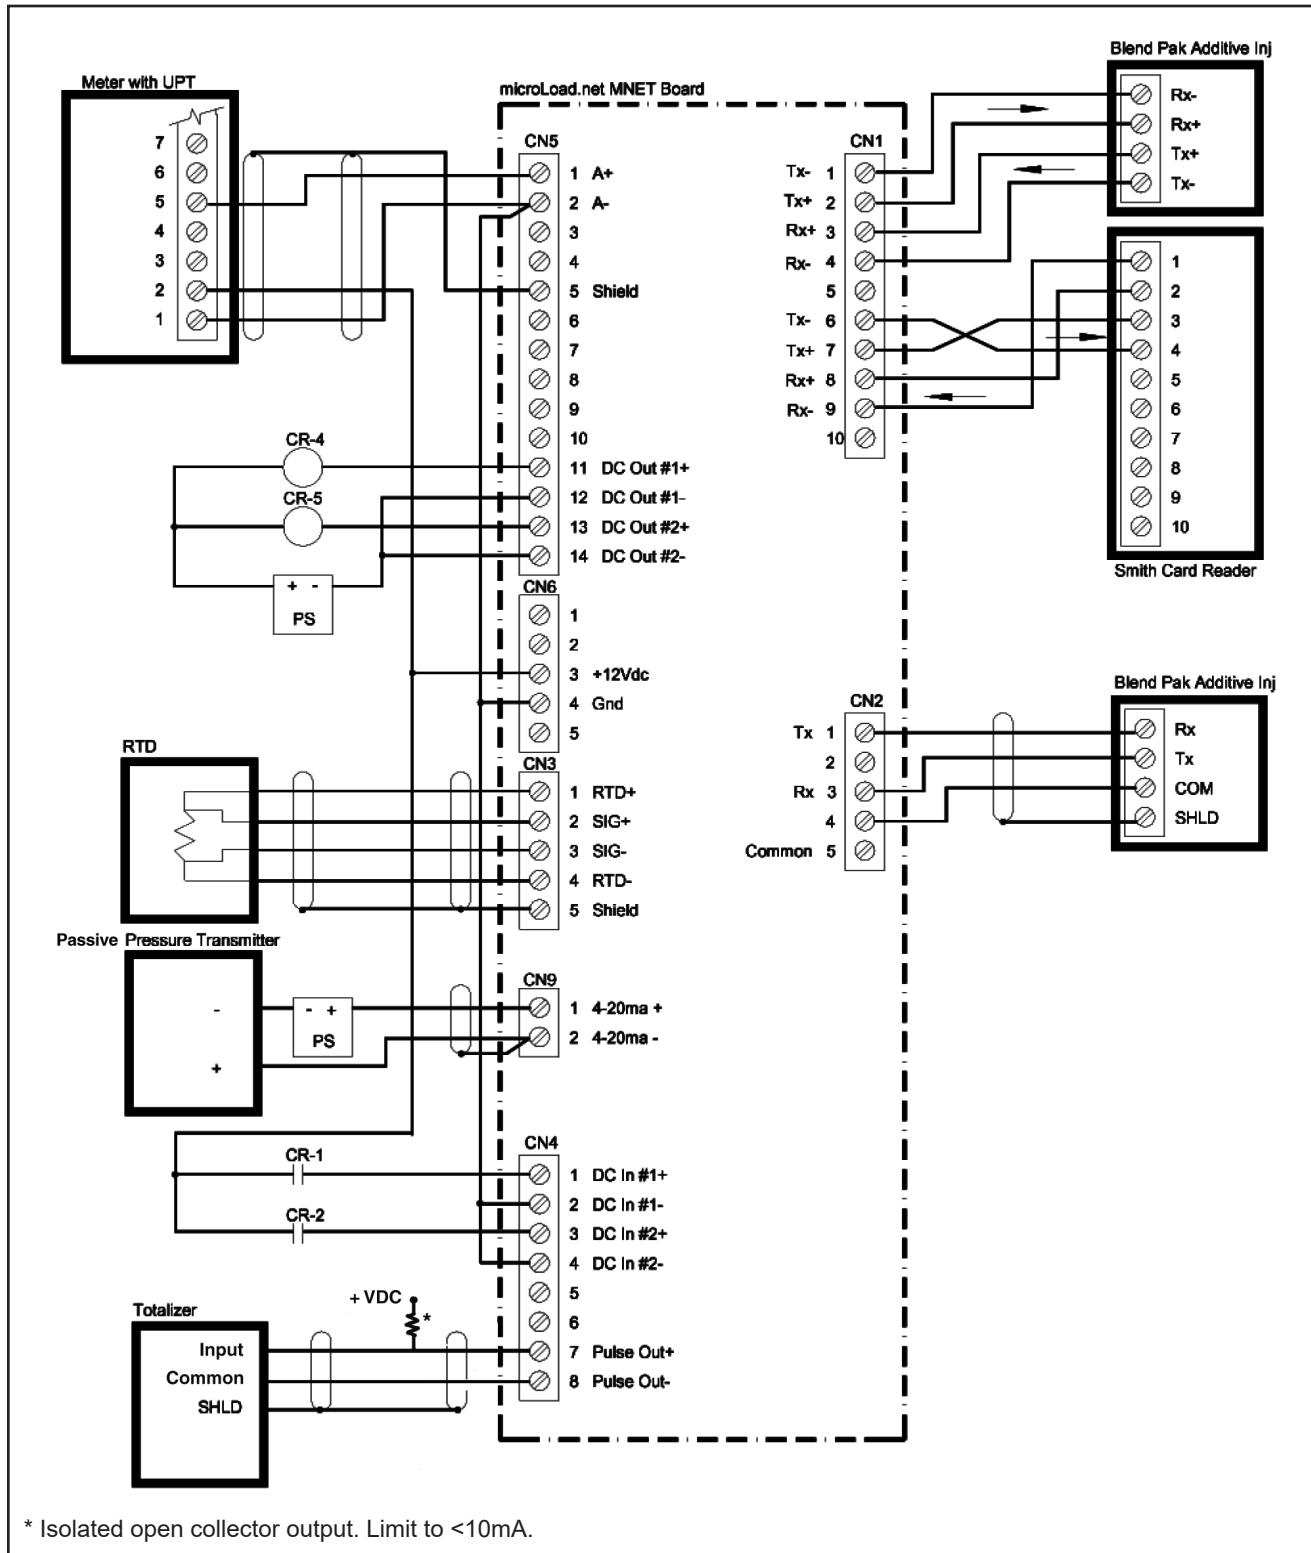 Blend Pak Additive Inj
Meter with UPT
microLoad.net MNET Board
7
6
5
4
3
2
1
CN5
1 A+
2 A-
3
4
5 Shield
6
7
8
9
10
11 DC Out #1+
12 DC Out #1-
13 DC Out #2+
14 DC Out #2-
CR-4
CR-5
+ -
PS
CN6
1
2
3 +12Vdc
4 Gnd
5
RTD
CN3
1 RTD+
2 SIG+
3 SIG-
4 RTD-
5 Shield
Passive Pressure Transmitter
-
+
- +
PS
CN9
1 4-20ma +
2 4-20ma -
CR-1
CR-2
CN4
1 DC In #1+
2 DC In #1-
3 DC In #2+
4 DC In #2-
5
6
7 Pulse Out+
8 Pulse Out-
+ VDC
*
Totalizer
Input
Common
SHLD
CN1
Tx- 1
Tx+ 2
Rx+ 3
Rx- 4
5
Tx- 6
Tx+ 7
Rx+ 8
Rx- 9
10
Rx-
Rx+
Tx+
Tx-
1
2
3
4
5
6
7
8
9
10
Smith Card Reader
CN2
Tx 1
2
Rx 3
4
Common 5
Blend Pak Additive Inj
Rx
Tx
COM
SHLD
* Isolated open collector output. Limit to <10mA.